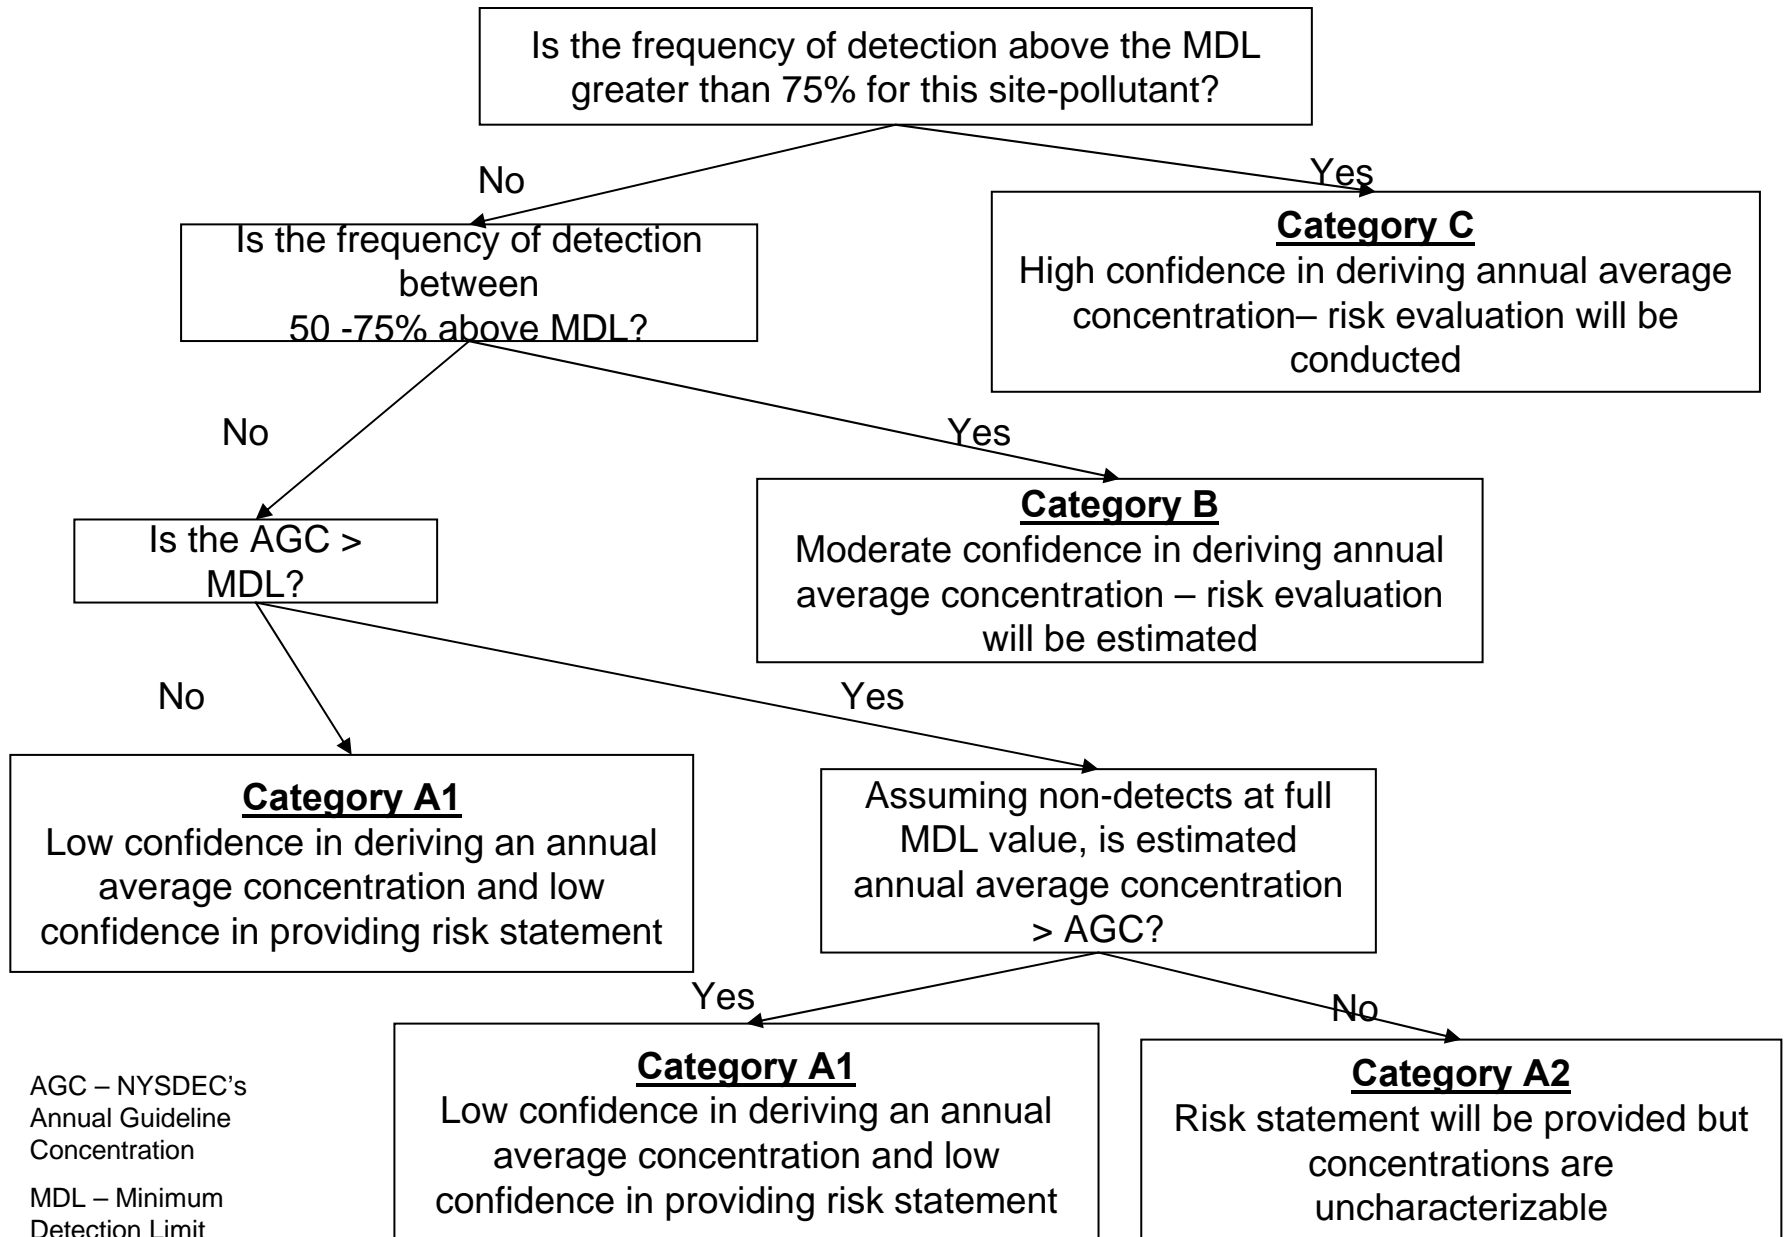 Is the frequency of detection above the MDL
greater than 75% for this site-pollutant?
No
Yes
Is the frequency of detection
between
50 -75% above MDL?
Category C
High confidence in deriving annual average
concentration– risk evaluation will be
conducted
No
Yes
Is the AGC >
MDL?
Category B
Moderate confidence in deriving annual
average concentration – risk evaluation
will be estimated
No
Yes
Category A1
Low confidence in deriving an annual
average concentration and low
confidence in providing risk statement
Assuming non-detects at full
MDL value, is estimated
annual average concentration
> AGC?
Yes
No
Category A1
Low confidence in deriving an annual
average concentration and low
confidence in providing risk statement
Category A2
Risk statement will be provided but
concentrations are
uncharacterizable
AGC – NYSDEC's
Annual Guideline
Concentration
MDL – Minimum
Detection Limit